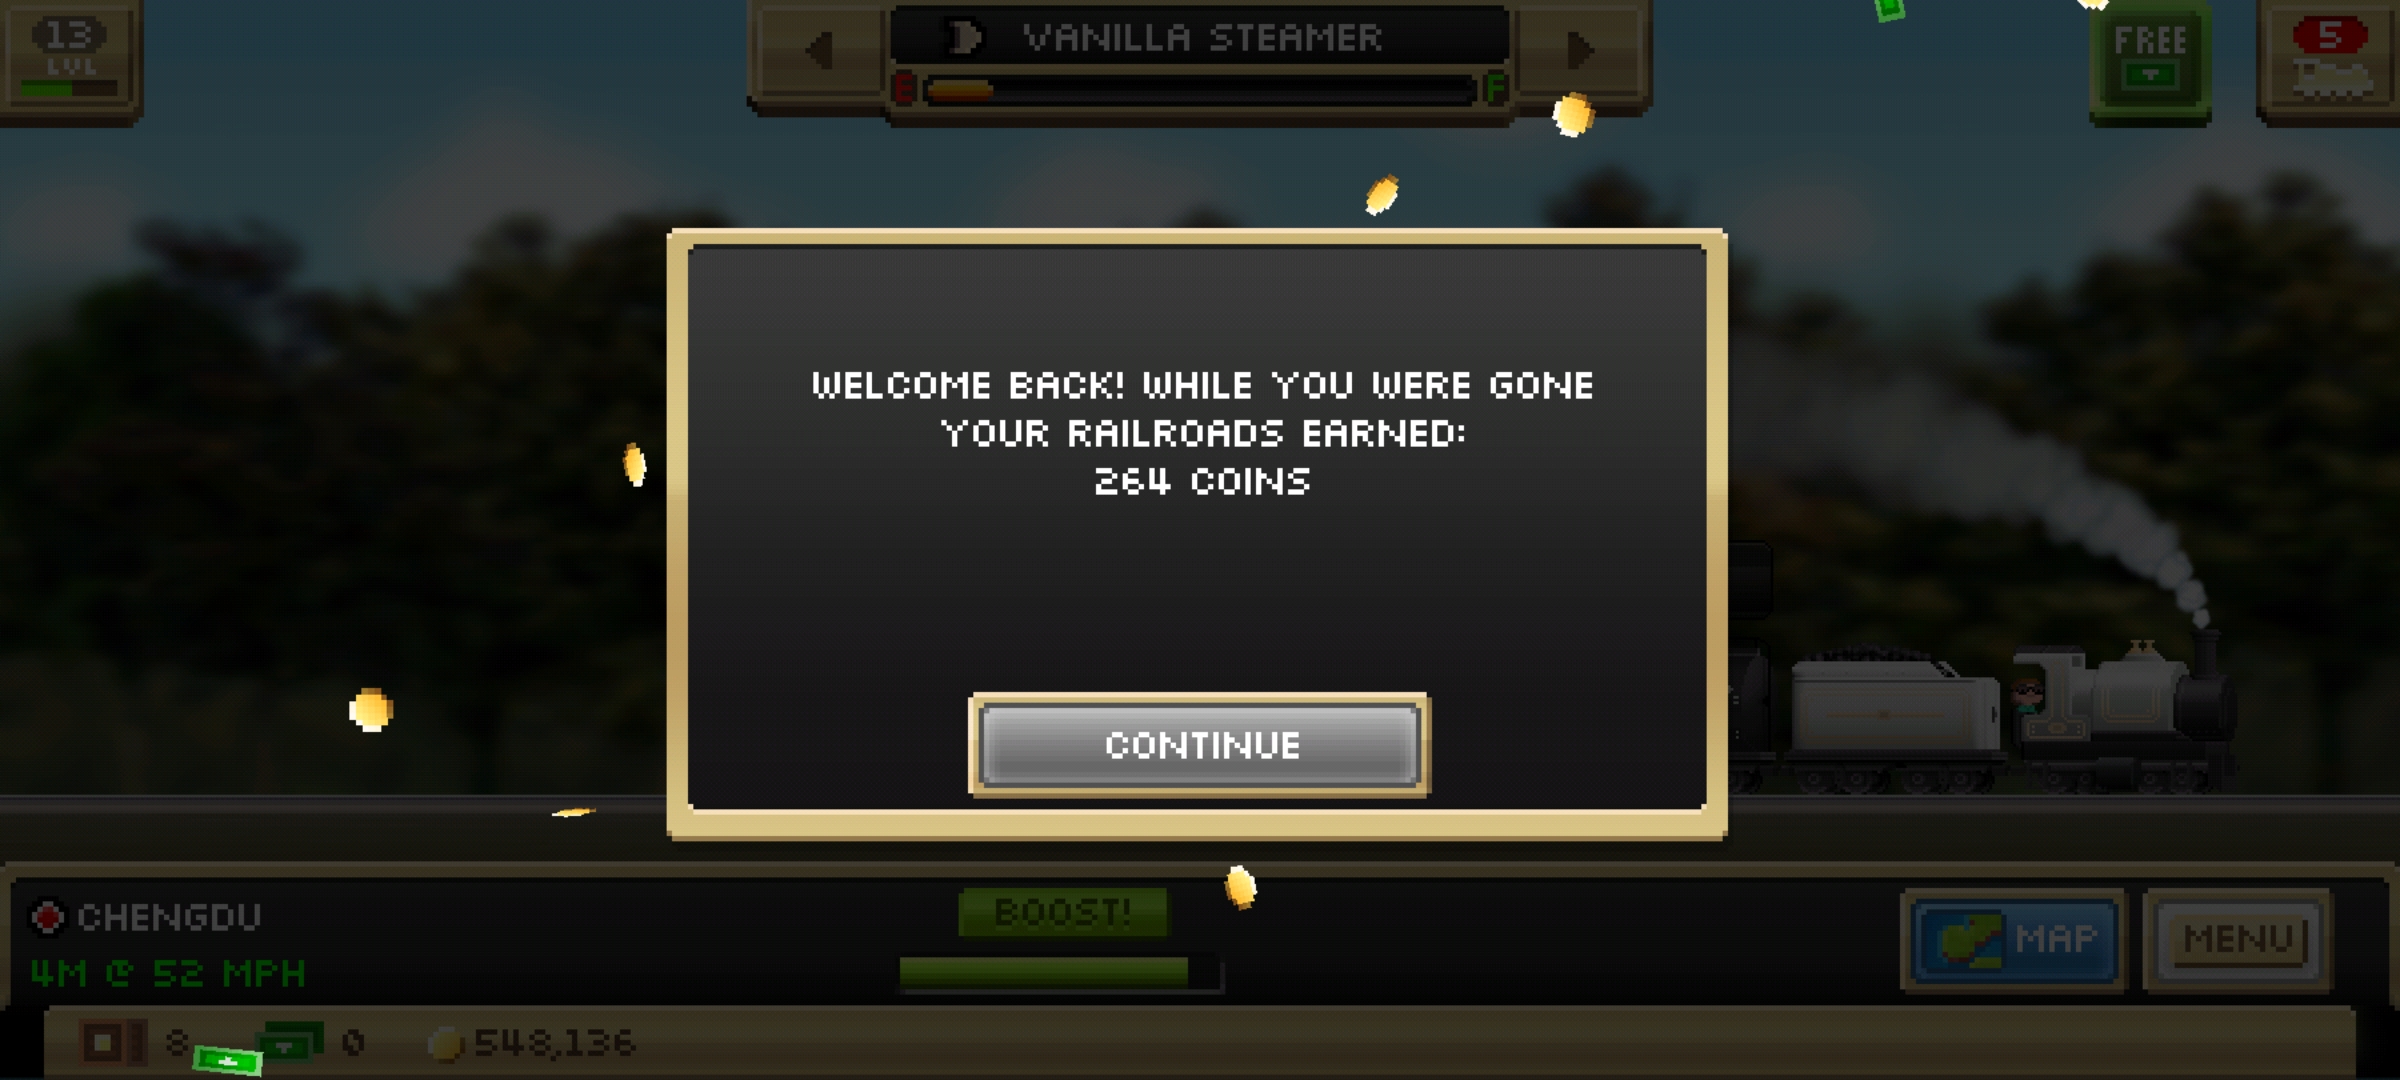 13
LVL
VANILLA STEAMER
E
F
FREE
5
WELCOME BACK! WHILE YOU WERE GONE
YOUR RAILROADS EARNED:
264 COINS
CONTINUE
CHENGDU
4M @ 52 MPH
BOOST!
MAP
MENU
8
0
548,136